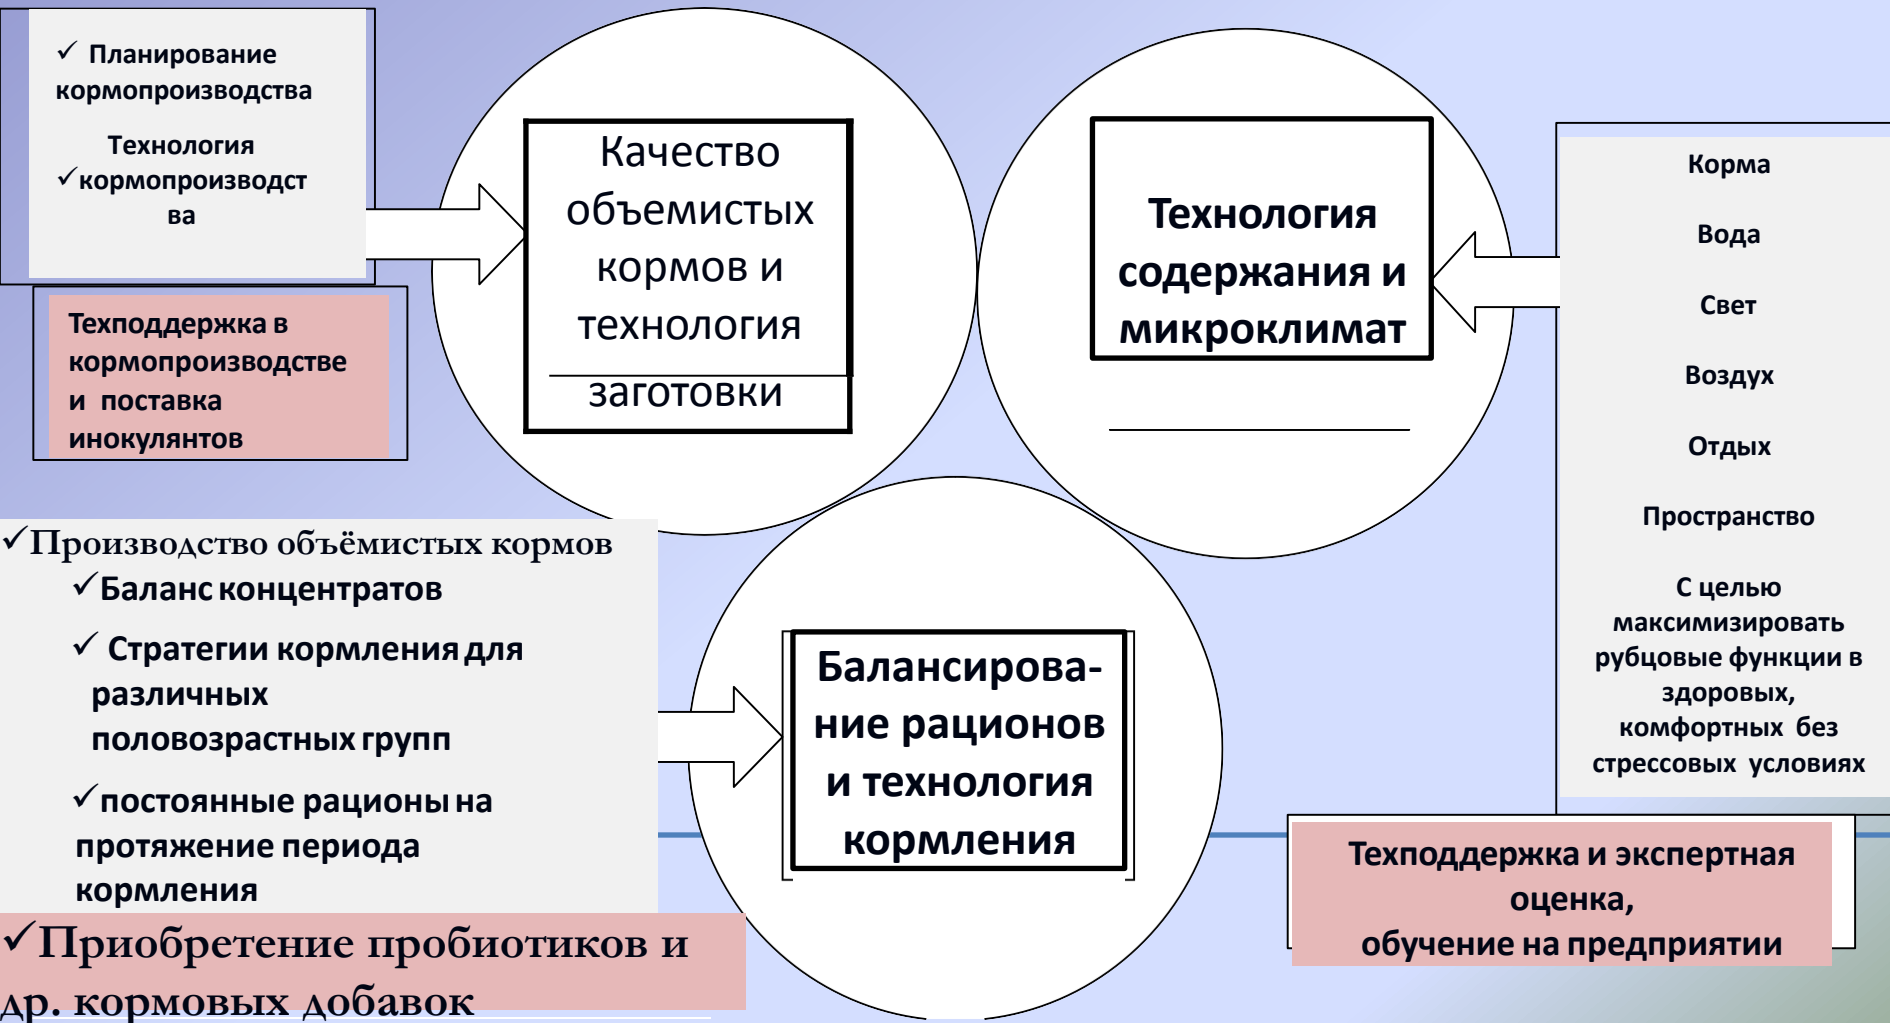 ✓ Планирование
кормопроизводства
Технология
✓кормопроизводст
ва
Техподдержка в
кормопроизводстве
и поставка
инокулянтов
Качество
объемистых
кормов и
технология
заготовки
Технология
содержания и
микроклимат
Корма
Вода
Свет
Воздух
Отдых
Пространство
С целью
максимизировать
рубцовые функции в
здоровых,
комфортных без
стрессовых условиях
✓Производство объёмистых кормов
✓Баланс концентратов
✓ Стратегии кормления для
различных
половозрастных групп
✓постоянные рационы на
протяжение периода
кормления
✓Приобретение пробиотиков и
др. кормовых добавок
Балансирова-
ние рационов
и технология
кормления
Техподдержка и экспертная
оценка,
обучение на предприятии